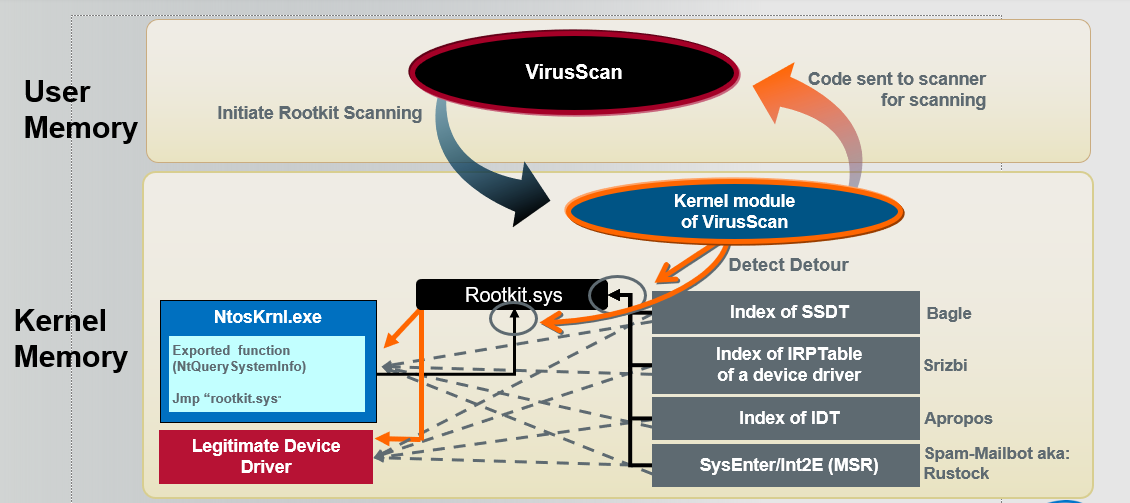 User
Memory
VirusScan
Initiate Rootkit Scanning
Code sent to scanner
for scanning
Kernel module
of VirusScan
Detect Detour
Kernel
Memory
Rootkit.sys
NtosKrnl.exe
Exported function
(NtQuerySystemInfo)
Jmp “rootkit.sys"
Legitimate Device
Driver
Index of SSDT
Bagle
Index of IRPTable
of a device driver
Srizbi
Index of IDT
Apropos
SysEnter/Int2E (MSR)
Spam-Mailbot aka:
Rustock